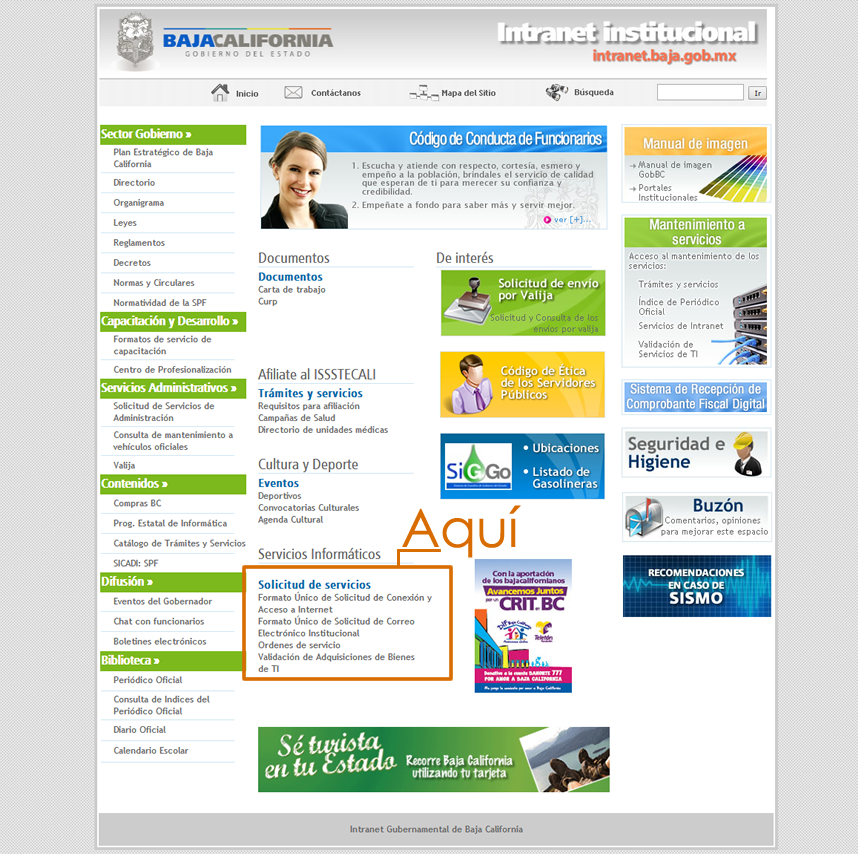 BAJACALIFORNIA
GOBIERNO DEL ESTADO
Intranet institucional
intranet.baja.gob.mx
Inicio
Contáctanos
Mapa del Sitio
Búsqueda
Ir
Sector Gobierno »
Plan Estratégico de Baja
California
Directorio
Organigrama
Leyes
Reglamentos
Decretos
Normas y Circulares
Normatividad de la SPF
Capacitación y Desarrollo »
Formatos de servicio de
capacitación
Centro de Profesionalización
Servicios Administrativos »
Solicitud de Servicios de
Administración
Consulta de mantenimiento a
vehículos oficiales
Valija
Contenidos »
Compras BC
Prog. Estatal de Informática
Catálogo de Trámites y Servicios
SICADI: SPF
Difusión »
Eventos del Gobernador
Chat con funcionarios
Boletines electrónicos
Biblioteca »
Periódico Oficial
Consulta de Indices del
Periódico Oficial
Diario Oficial
Calendario Escolar
Código de Conducta de Funcionarios
1. Escucha y atiende con respecto, cortesía, esmero y
empeño a la población, brindales el servicio de calidad
que esperan de ti para merecer su confianza y
credibilidad.
2. Empeñate a fondo para saber más y servir mejor.
ver [+]...
Documentos
Documentos
Carta de trabajo
Curp
Afiliate al ISSSTECALI
Trámites y servicios
Requisitos para afiliación
Campañas de Salud
Directorio de unidades médicas
Cultura y Deporte
Eventos
Deportivos
Convocatorias Culturales
Agenda Cultural
Aquí
Servicios Informáticos
Solicitud de servicios
Formato Único de Solicitud de Conexión y
Acceso a Internet
Formato Único de Solicitud de Correo
Electrónico Institucional
Ordenes de servicio
Validación de Adquisiciones de Bienes
de TI
De interés
Solicitud de envío
por Valija
Solicitud y Consulta de los
envíos por valija
Código de Ética
de los Servidores
Públicos
SiGGo
• Ubicaciones
• Listado de
Gasolineras
Con la aportación
de los bajacalifornianos
Avancemos Juntos
por un CRIT. BC
Teletón
Donativo a la cuenta BANORTE 777
POR AMOR A BAJA CALIFORNIA
Sé turista
en tu Estado
Recorre Baja California
utilizando tu tarjeta
Manual de imagen
Manual de imagen
GobBC
Portales
Institucionales
Mantenimiento a
servicios
Acceso al mantenimiento de los
servicios:
Trámites y servicios
Índice de Periódico
Oficial
Servicios de Intranet
Validación de
Servicios de TI
Sistema de Recepción de
Comprobante Fiscal Digital
Seguridad e
Higiene
Buzón
Comentarios, opiniones
para mejorar este espacio
RECOMENDACIONES
EN CASO DE
SISMO
Intranet Gubernamental de Baja California